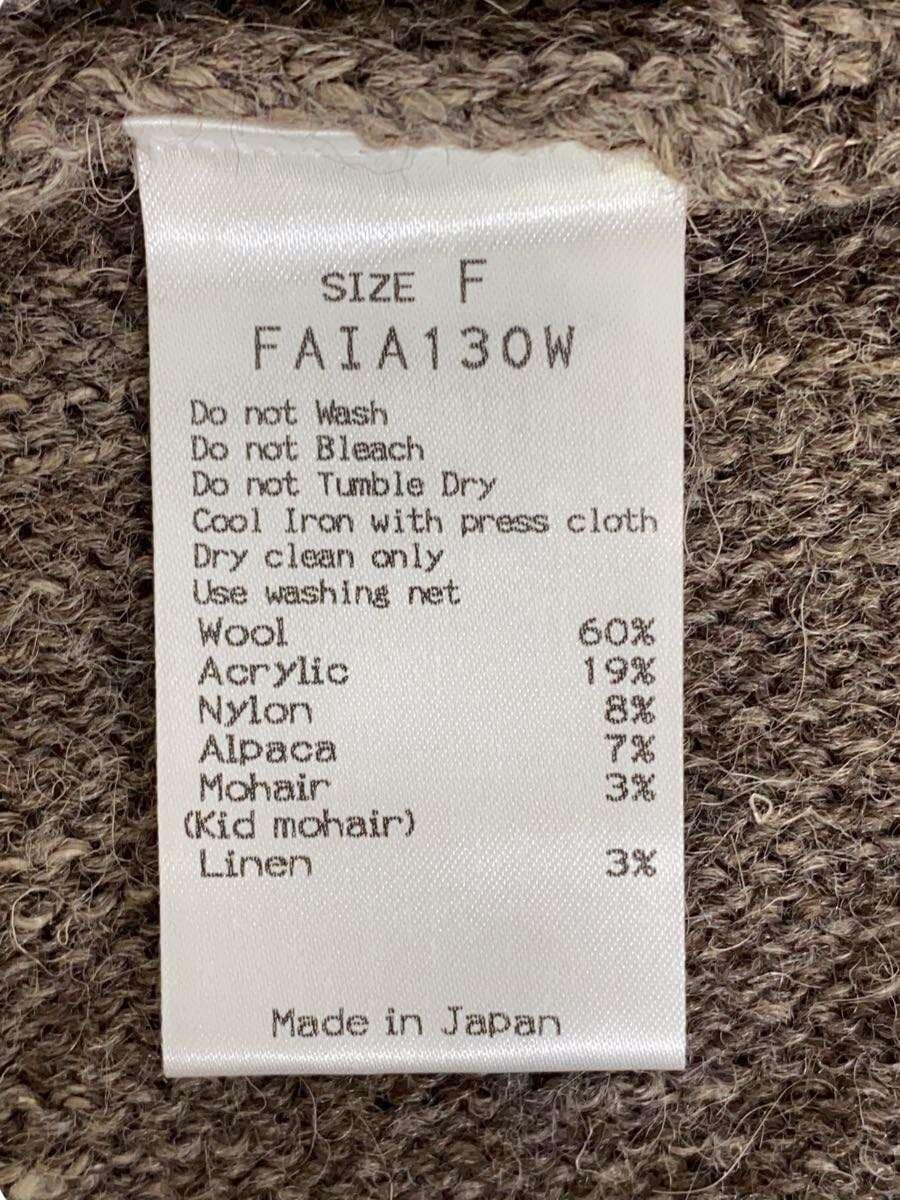 SIZE F
FAIA130W
Do not Wash
Do not Bleach
Do not Tumble Dry
Cool Iron with press cloth
Dry clean only
Use washing net
Wool 60%
Acrylic 19%
Nylon 8%
Alpaca 7%
Mohair 3%
(Kid mohair)
Linen 3%
Made in Japan